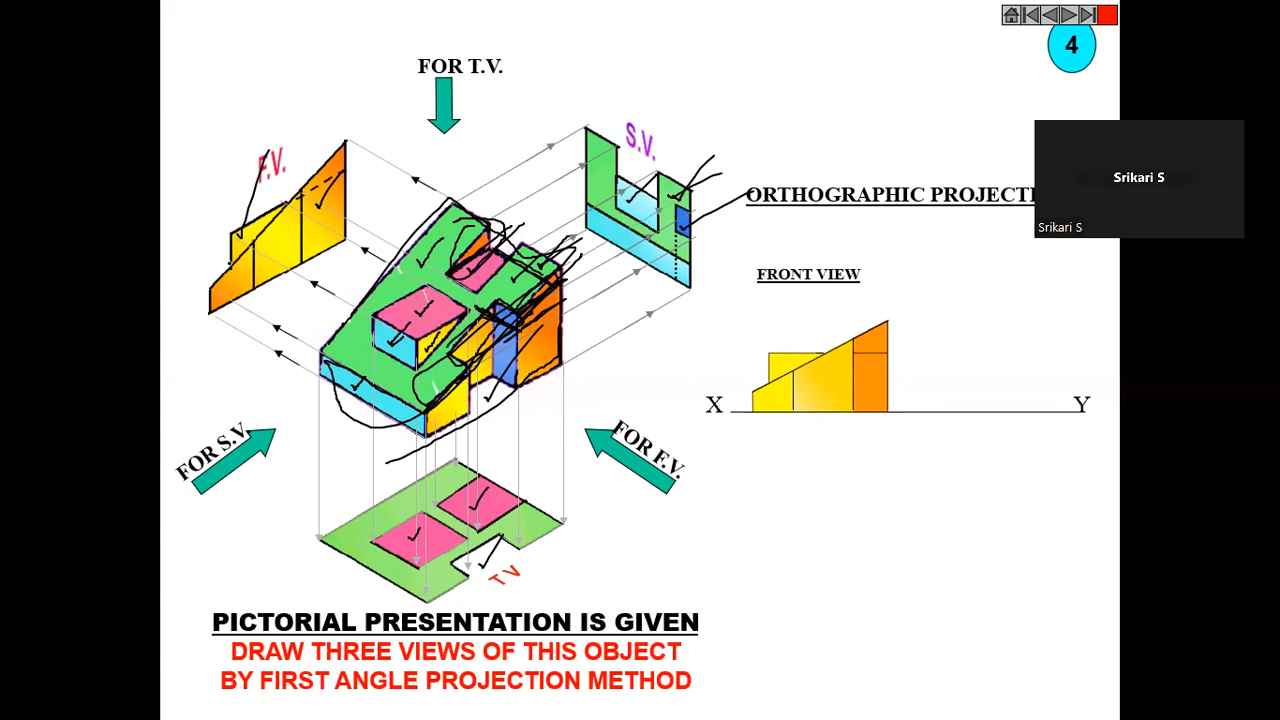 4
FOR T.V.
F.V.
S.V.
ORTHOGRAPHIC PROJECTI
Srikari S
Srikari S
FRONT VIEW
X
Y
FOR S.V.
FOR F.V.
T V
PICTORIAL PRESENTATION IS GIVEN
DRAW THREE VIEWS OF THIS OBJECT
BY FIRST ANGLE PROJECTION METHOD